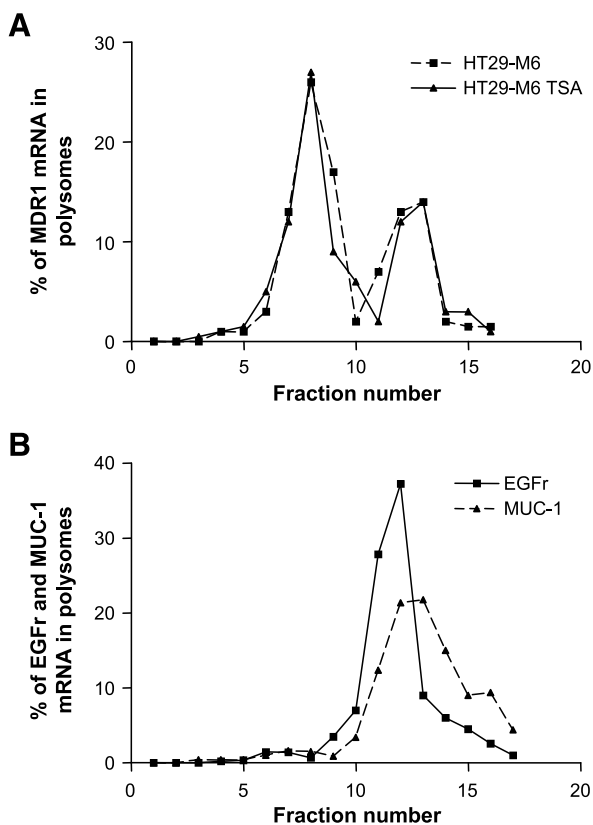 A
30
20
10
0
% of MDR1 mRNA in
polysomes
HT29-M6
HT29-M6 TSA
0 5 10 15 20
Fraction number
B
40
30
20
10
0
% of EGFr and MUC-1
mRNA in polysomes
EGFr
MUC-1
0 5 10 15 20
Fraction number